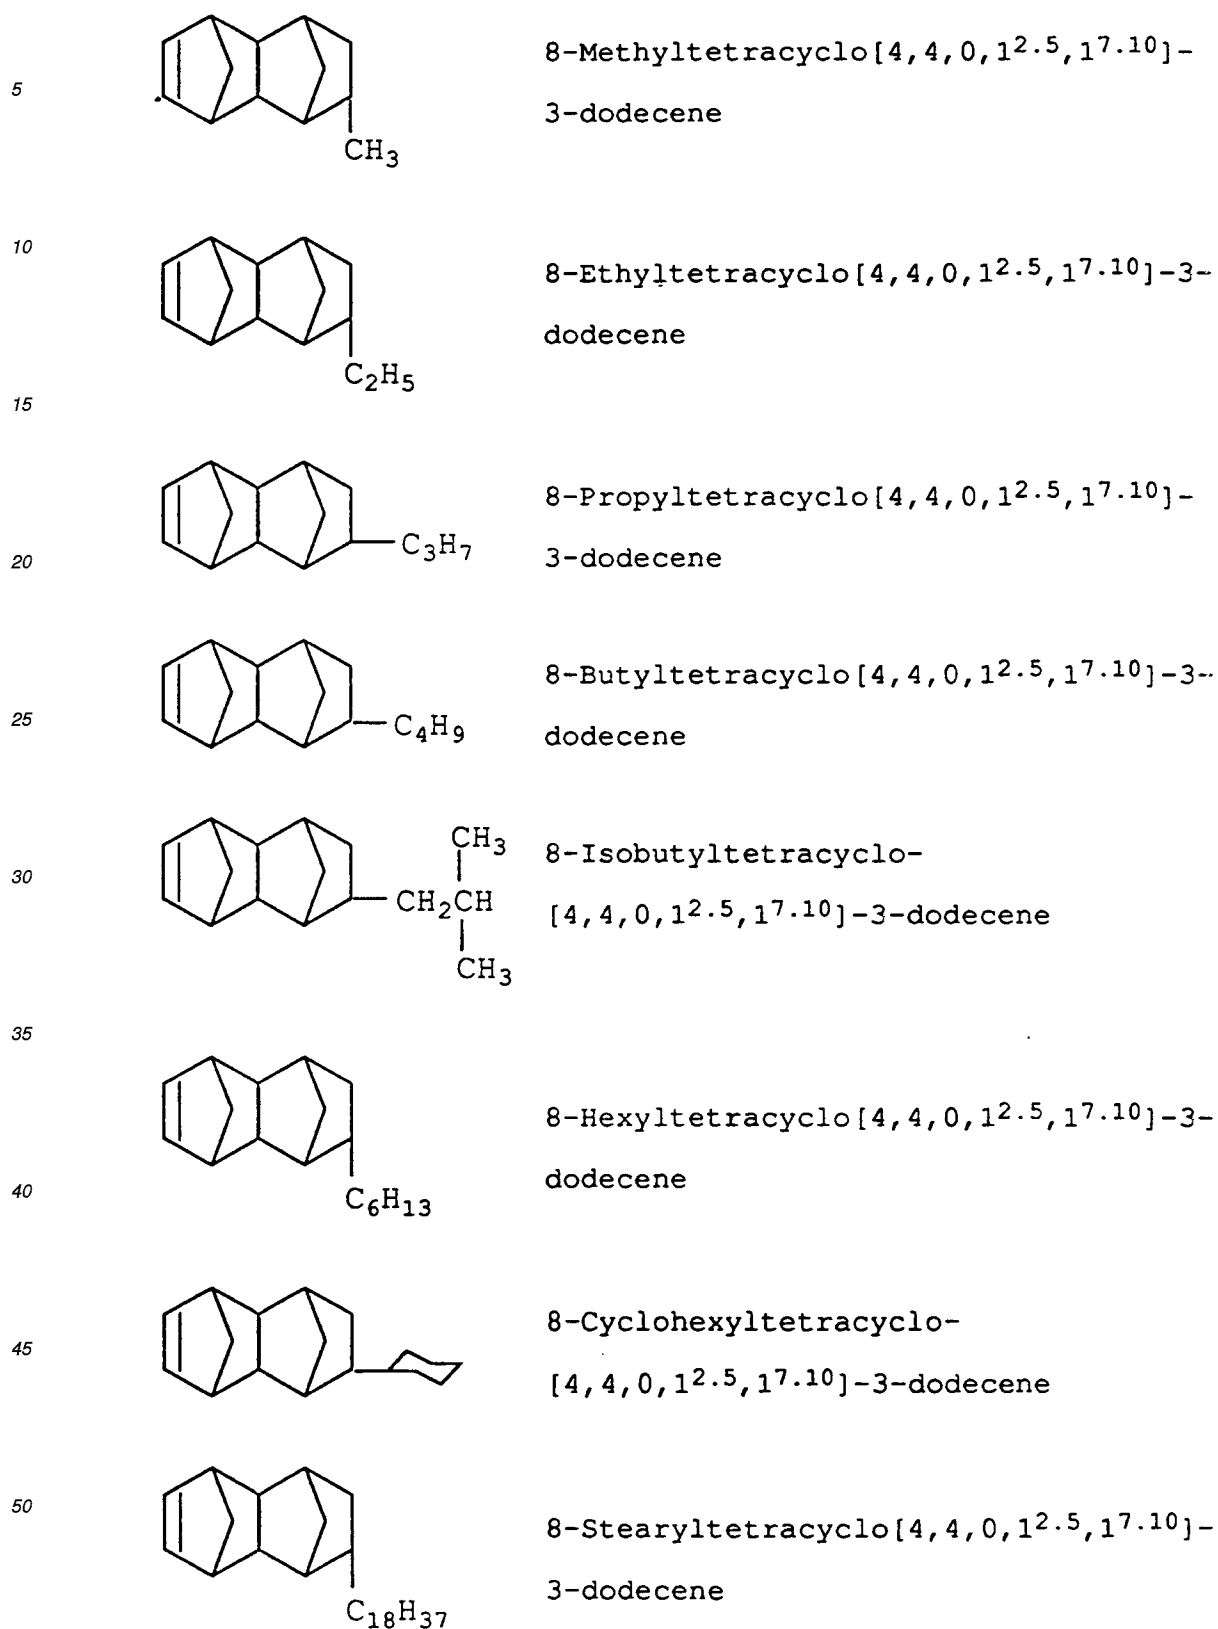 8-Methyltetracyclo[4,4,0,1^2.5,1^7.10]-
5
3-dodecene
CH3
10
8-Ethyltetracyclo[4,4,0,1^2.5,1^7.10]-3-
dodecene
C2H5
15
8-Propyltetracyclo[4,4,0,1^2.5,1^7.10]-
C3H7
20
3-dodecene
8-Butyltetracyclo[4,4,0,1^2.5,1^7.10]-3-
25
C4H9
dodecene
CH3
8-Isobutyltetracyclo-
30
CH2CH
[4,4,0,1^2.5,1^7.10]-3-dodecene
CH3
35
8-Hexyltetracyclo[4,4,0,1^2.5,1^7.10]-3-
dodecene
40
C6H13
8-Cyclohexyltetracyclo-
45
[4,4,0,1^2.5,1^7.10]-3-dodecene
50
8-Stearyltetracyclo[4,4,0,1^2.5,1^7.10]-
3-dodecene
C18H37